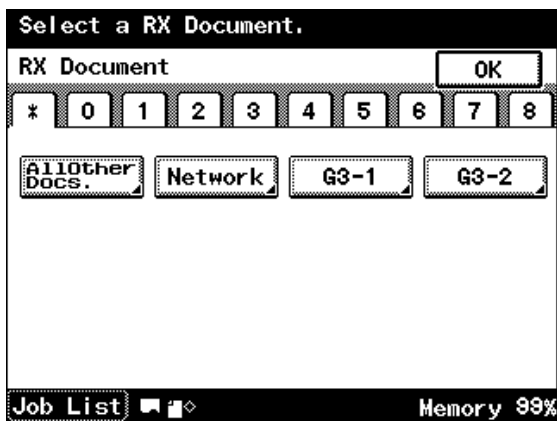 Select a RX Document.
RX Document OK
* 0 1 2 3 4 5 6 7 8
AllOther Docs. Network G3-1 G3-2
Job List Memory 99%